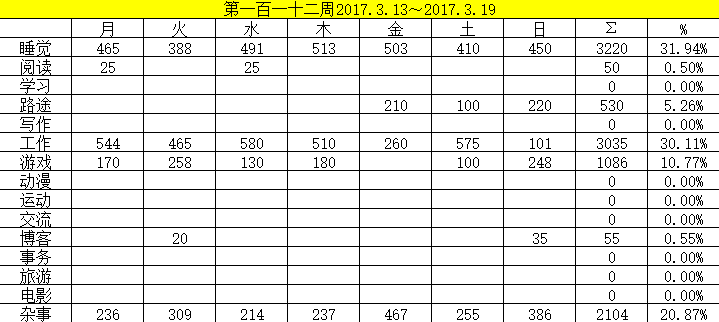 第一百一十二周2017.3.13～2017.3.19
月 火 水 木 金 土 日 Σ %
睡觉 465 388 491 513 503 410 450 3220 31.94%
阅读 25 25 50 0.50%
学习 0 0.00%
路途 210 100 220 530 5.26%
写作 0 0.00%
工作 544 465 580 510 260 575 101 3035 30.11%
游戏 170 258 130 180 100 248 1086 10.77%
动漫 0 0.00%
运动 0 0.00%
交流 0 0.00%
博客 20 35 55 0.55%
事务 0 0.00%
旅游 0 0.00%
电影 0 0.00%
杂事 236 309 214 237 467 255 386 2104 20.87%